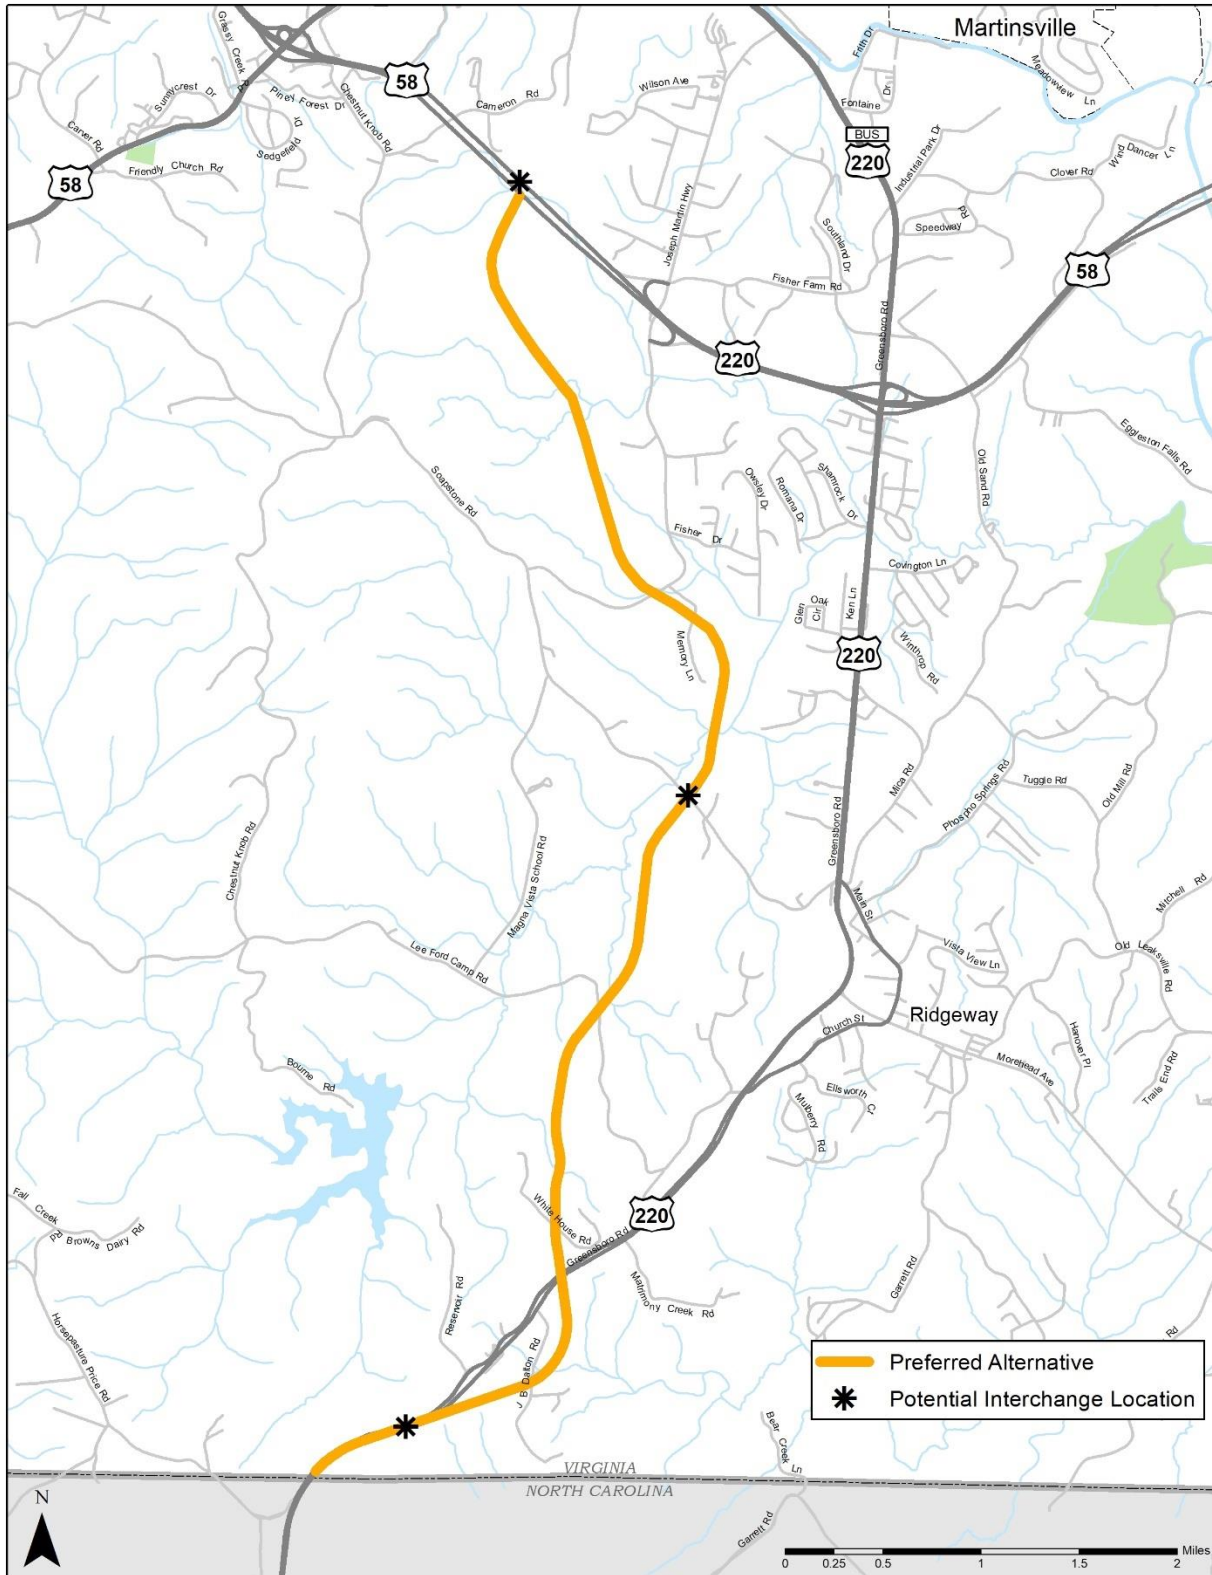 Martinsville
Grassy Creek Rd
Frith Dr
Meadowview Ln
58
Wilson Ave
Sunnycrest Dr
Piney Forest Dr
Chestnut Knob Rd
Cameron Rd
Fontaine Dr
BUS
220
Industrial Park Dr
Wind Dancer Ln
Carver Rd
Sedgefield Dr
Friendly Church Rd
58
Clover Rd
Joseph Martin Hwy
Southland Dr
Speedway Rd
58
Fisher Farm Rd
Greensboro Rd
220
Eggleston Falls Rd
Soapstone Rd
Owsley Dr
Romana Dr
Shamrock Dr
Old Sand Rd
Fisher Dr
Covington Ln
Glen Oak Cir
Ken Ln
Memory Ln
220
Winthrop Rd
Mica Rd
Phospho Springs Rd
Tuggle Rd
Old Mill Rd
Chestnut Knob Rd
Magna Vista School Rd
Greensboro Rd
Main St
Mitchell Rd
Lee Ford Camp Rd
Vista View Ln
Old Leaksville Rd
Ridgeway
Church St
Hanover Pl
Bourne Rd
Morehead Ave
Trails End Rd
Ellsworth Ct
Mulberry Rd
Fall Creek Rd
Browns Dairy Rd
White House Rd
220
Greensboro Rd
Matrimony Creek Rd
Garrett Rd
Reservoir Rd
Horsepasture Price Rd
J B Dalton Rd
Rd
Preferred Alternative
Potential Interchange Location
Bear Creek Ln
VIRGINIA
NORTH CAROLINA
N
Garrett Rd
Miles
0 0.25 0.5 1 1.5 2